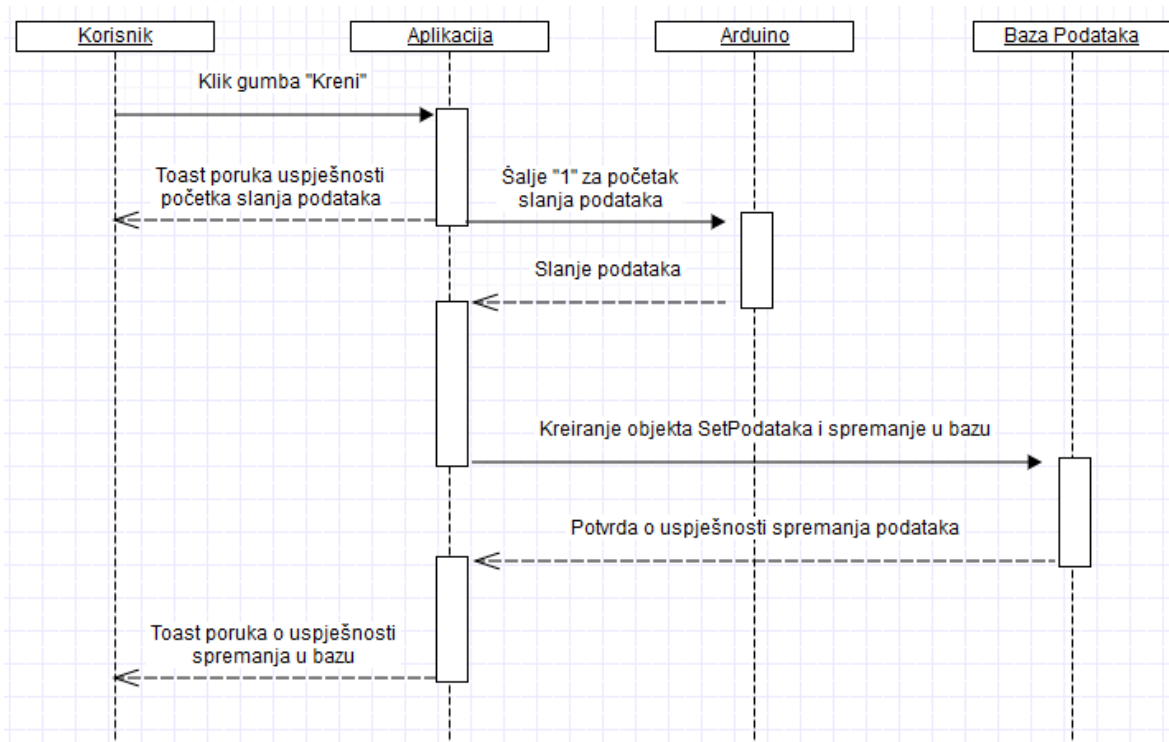 Korisnik
Aplikacija
Arduino
Baza Podataka
Klik gumba "Kreni"
Toast poruka uspješnosti
početka slanja podataka
Šalje "1" za početak
slanja podataka
Slanje podataka
Kreiranje objekta SetPodataka i spremanje u bazu
Potvrda o uspješnosti spremanja podataka
Toast poruka o uspješnosti
spremanja u bazu